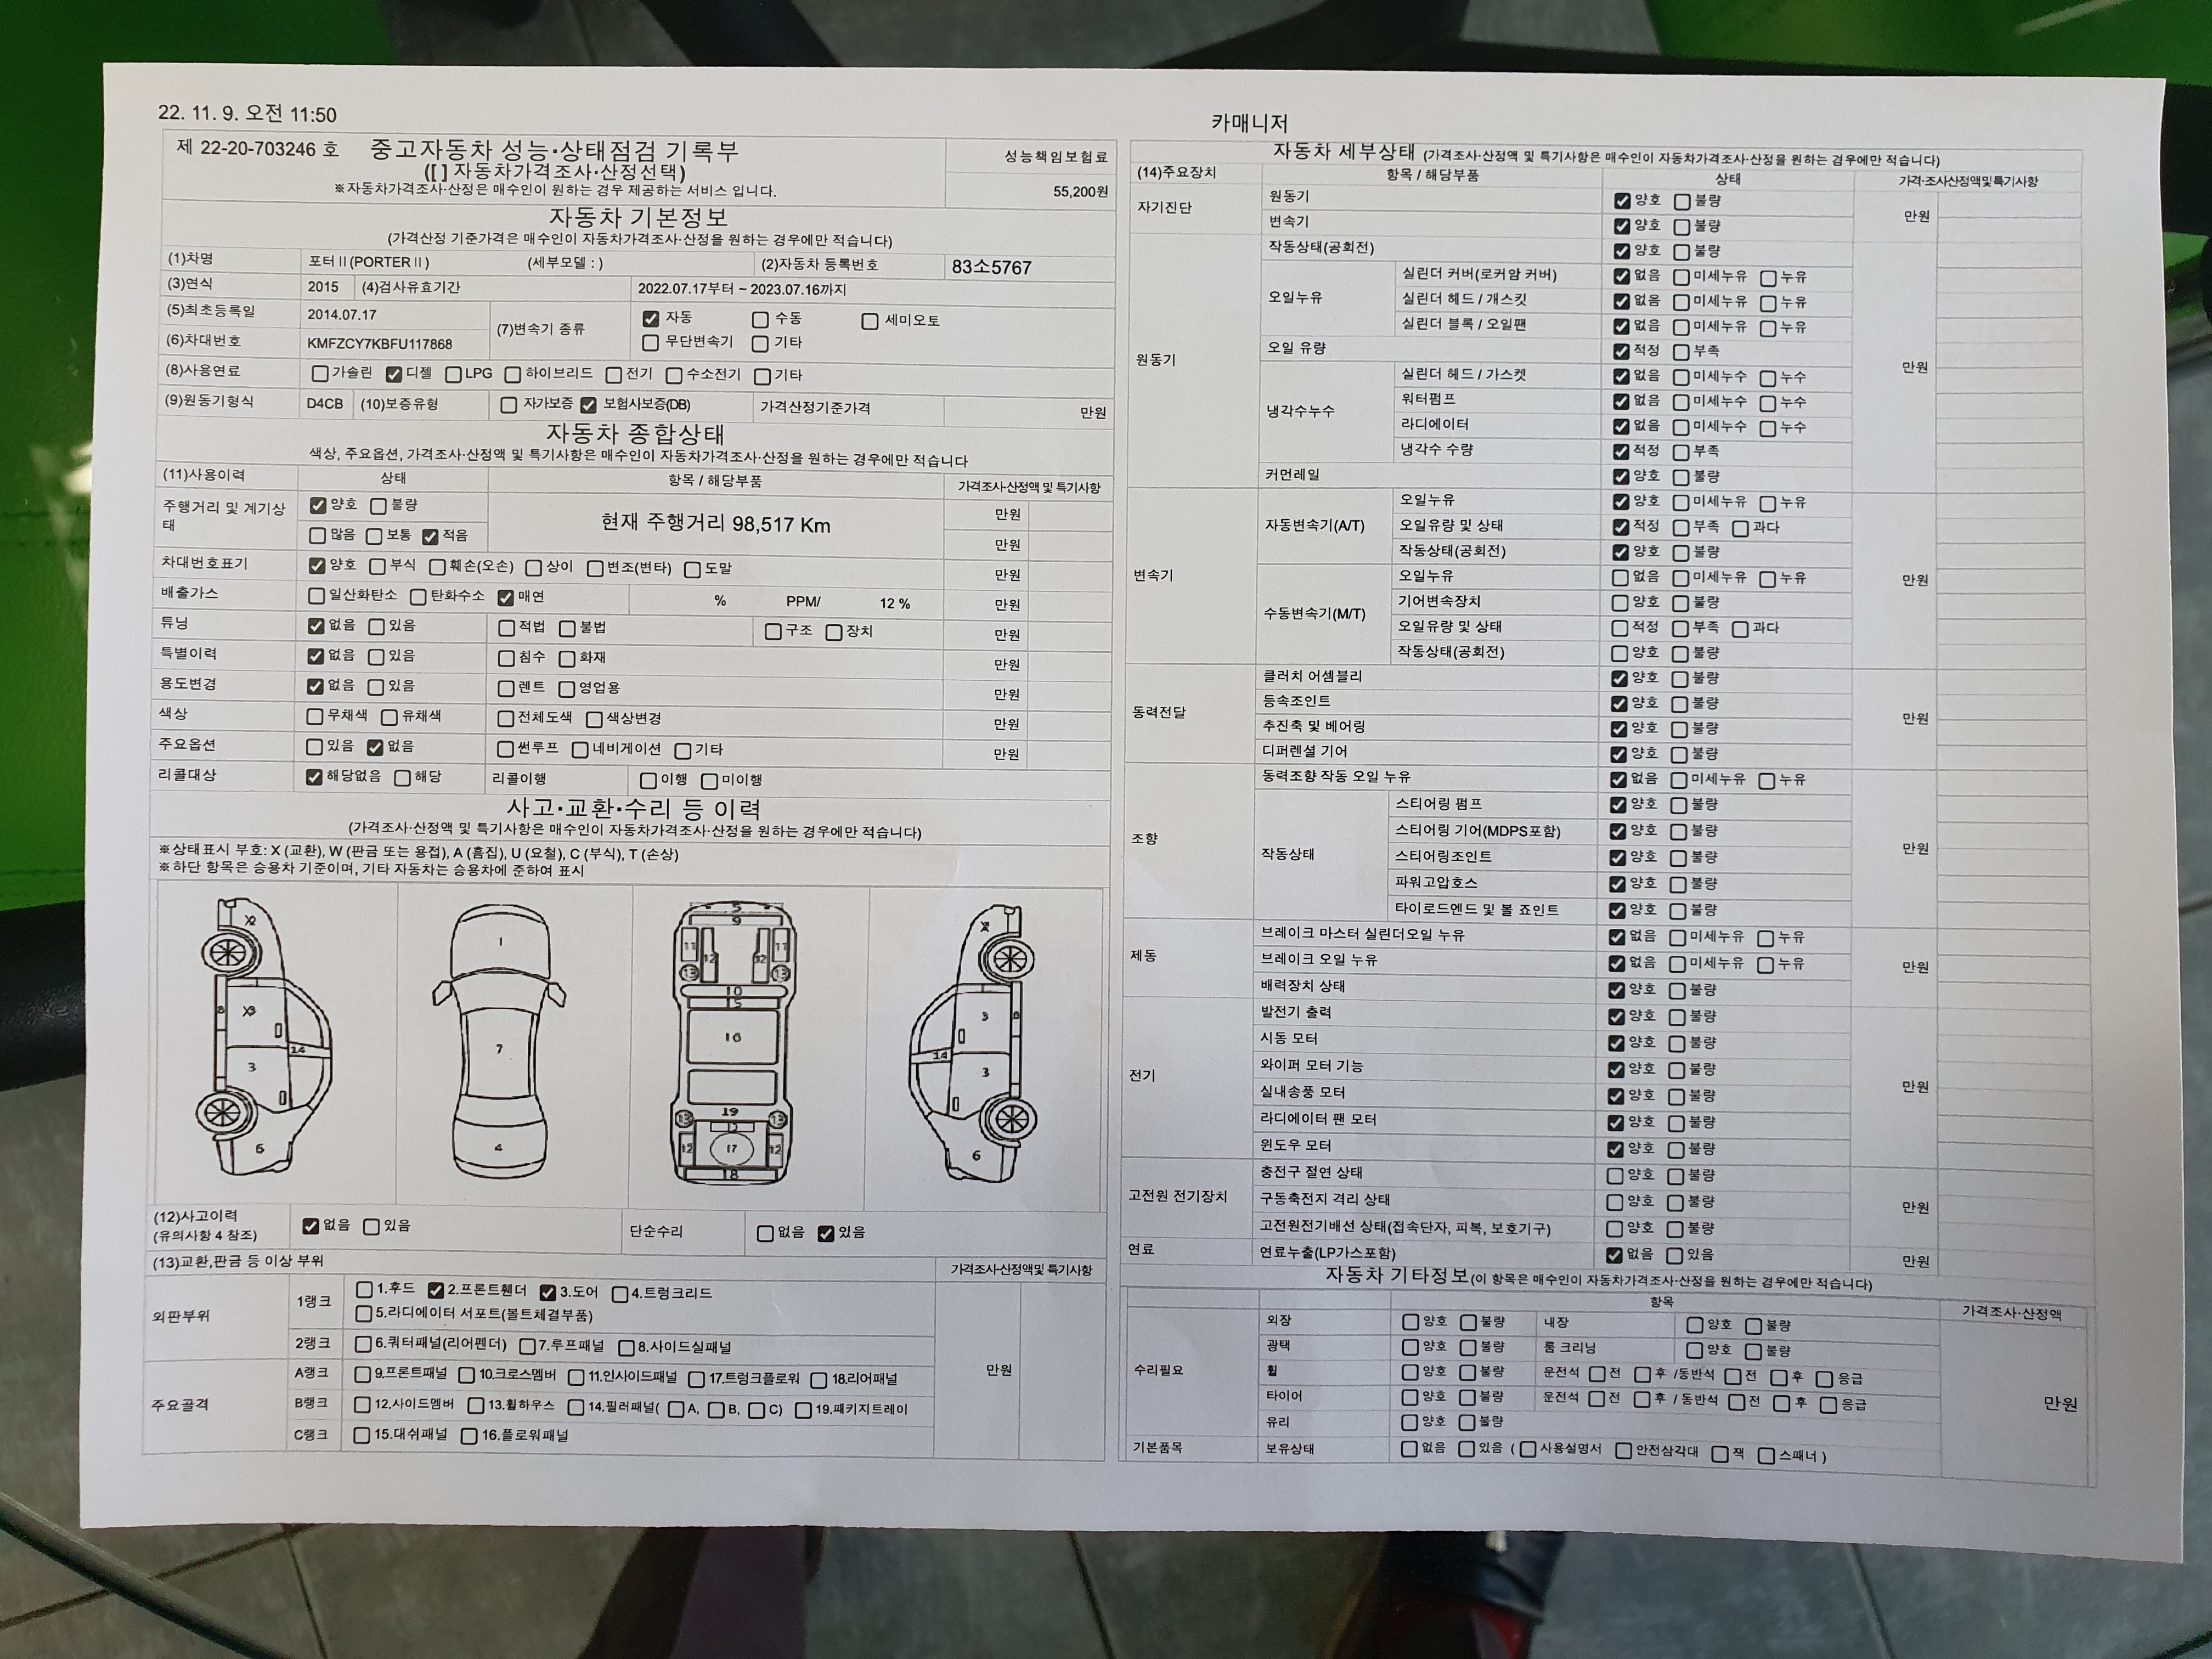 22. 11. 9. 오전 11:50
카매니저
제 22-20-703246 호 중고자동차 성능·상태점검 기록부
([ ] 자동차가격조사·산정선택)
※자동차가격조사·산정은 매수인이 원하는 경우 제공하는 서비스 입니다.
성능책임보험료
55,200원
자동차 기본정보
(가격산정 기준가격은 매수인이 자동차가격조사·산정을 원하는 경우에만 적습니다)
(1)차명 포터Ⅱ(PORTERⅡ) (세부모델 : ) (2)자동차 등록번호 83소5767
(3)연식 2015 (4)검사유효기간 2022.07.17부터 ~ 2023.07.16까지
(5)최초등록일 2014.07.17 (7)변속기 종류 자동 수동 세미오토
(6)차대번호 KMFZCY7KBFU117868 무단변속기 기타
(8)사용연료 가솔린 디젤 LPG 하이브리드 전기 수소전기 기타
(9)원동기형식 D4CB (10)보증유형 자가보증 보험사보증(DB) 가격산정기준가격 만원
자동차 종합상태
색상, 주요옵션, 가격조사·산정액 및 특기사항은 매수인이 자동차가격조사·산정을 원하는 경우에만 적습니다
(11)사용이력 상태 항목 / 해당부품 가격조사·산정액 및 특기사항
주행거리 및 계기상태 양호 불량 현재 주행거리 98,517 Km 만원
많음 보통 적음 만원
차대번호표기 양호 부식 훼손(오손) 상이 변조(변타) 도말 만원
배출가스 일산화탄소 탄화수소 매연 % PPM/ 12 % 만원
튜닝 없음 있음 적법 불법 구조 장치 만원
특별이력 없음 있음 침수 화재 만원
용도변경 없음 있음 렌트 영업용 만원
색상 무채색 유채색 전체도색 색상변경 만원
주요옵션 있음 없음 썬루프 네비게이션 기타 만원
리콜대상 해당없음 해당 리콜이행 이행 미이행
사고·교환·수리 등 이력
(가격조사·산정액 및 특기사항은 매수인이 자동차가격조사·산정을 원하는 경우에만 적습니다)
※상태표시 부호: X (교환), W (판금 또는 용접), A (흠집), U (요철), C (부식), T (손상)
※하단 항목은 승용차 기준이며, 기타 자동차는 승용차에 준하여 표시
8 3 14 6
1 7 4
5 9 11 11 12 13 13 10 15 16 19 13 13 12 17 12 18
3 8 14 3 6
(12)사고이력 (유의사항 4 참조) 없음 있음 단순수리 없음 있음
(13)교환,판금 등 이상 부위 가격조사·산정액및 특기사항
외판부위 1랭크 1.후드 2.프론트휀더 3.도어 4.트렁크리드
5.라디에이터 서포트(볼트체결부품)
2랭크 6.쿼터패널(리어펜더) 7.루프패널 8.사이드실패널
만원
주요골격 A랭크 9.프론트패널 10.크로스멤버 11.인사이드패널 17.트렁크플로워 18.리어패널
B랭크 12.사이드멤버 13.휠하우스 14.필러패널( A, B, C) 19.패키지트레이
C랭크 15.대쉬패널 16.플로워패널
자동차 세부상태 (가격조사·산정액 및 특기사항은 매수인이 자동차가격조사·산정을 원하는 경우에만 적습니다)
(14)주요장치 항목 / 해당부품 상태 가격·조사산정액및특기사항
자기진단 원동기 양호 불량 만원
변속기 양호 불량
원동기 작동상태(공회전) 양호 불량
오일누유 실린더 커버(로커암 커버) 없음 미세누유 누유
실린더 헤드 / 개스킷 없음 미세누유 누유
실린더 블록 / 오일팬 없음 미세누유 누유
오일 유량 적정 부족 만원
냉각수누수 실린더 헤드 / 가스켓 없음 미세누수 누수
워터펌프 없음 미세누수 누수
라디에이터 없음 미세누수 누수
냉각수 수량 적정 부족
커먼레일 양호 불량
변속기 자동변속기(A/T) 오일누유 양호 미세누유 누유
오일유량 및 상태 적정 부족 과다
작동상태(공회전) 양호 불량 만원
수동변속기(M/T) 오일누유 없음 미세누유 누유
기어변속장치 양호 불량
오일유량 및 상태 적정 부족 과다
작동상태(공회전) 양호 불량
동력전달 클러치 어셈블리 양호 불량
등속조인트 양호 불량
추진축 및 베어링 양호 불량 만원
디퍼렌셜 기어 양호 불량
조향 동력조향 작동 오일 누유 없음 미세누유 누유
작동상태 스티어링 펌프 양호 불량
스티어링 기어(MDPS포함) 양호 불량
스티어링조인트 양호 불량 만원
파워고압호스 양호 불량
타이로드엔드 및 볼 죠인트 양호 불량
제동 브레이크 마스터 실린더오일 누유 없음 미세누유 누유
브레이크 오일 누유 없음 미세누유 누유 만원
배력장치 상태 양호 불량
전기 발전기 출력 양호 불량
시동 모터 양호 불량
와이퍼 모터 기능 양호 불량
실내송풍 모터 양호 불량 만원
라디에이터 팬 모터 양호 불량
윈도우 모터 양호 불량
고전원 전기장치 충전구 절연 상태 양호 불량
구동축전지 격리 상태 양호 불량 만원
고전원전기배선 상태(접속단자, 피복, 보호기구) 양호 불량
연료 연료누출(LP가스포함) 없음 있음 만원
자동차 기타정보(이 항목은 매수인이 자동차가격조사·산정을 원하는 경우에만 적습니다)
항목 가격조사·산정액
수리필요 외장 양호 불량 내장 양호 불량
광택 양호 불량 룸 크리닝 양호 불량
휠 양호 불량 운전석 전 후 /동반석 전 후 응급
타이어 양호 불량 운전석 전 후 / 동반석 전 후 응급
유리 양호 불량
만원
기본품목 보유상태 없음 있음 ( 사용설명서 안전삼각대 잭 스패너 )